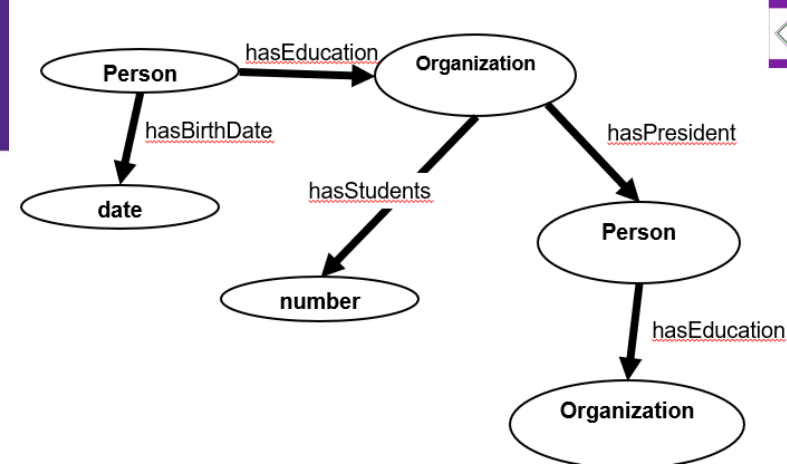 hasEducation
Organization
Person
hasBirthDate
hasPresident
hasStudents
date
Person
number
hasEducation
Organization